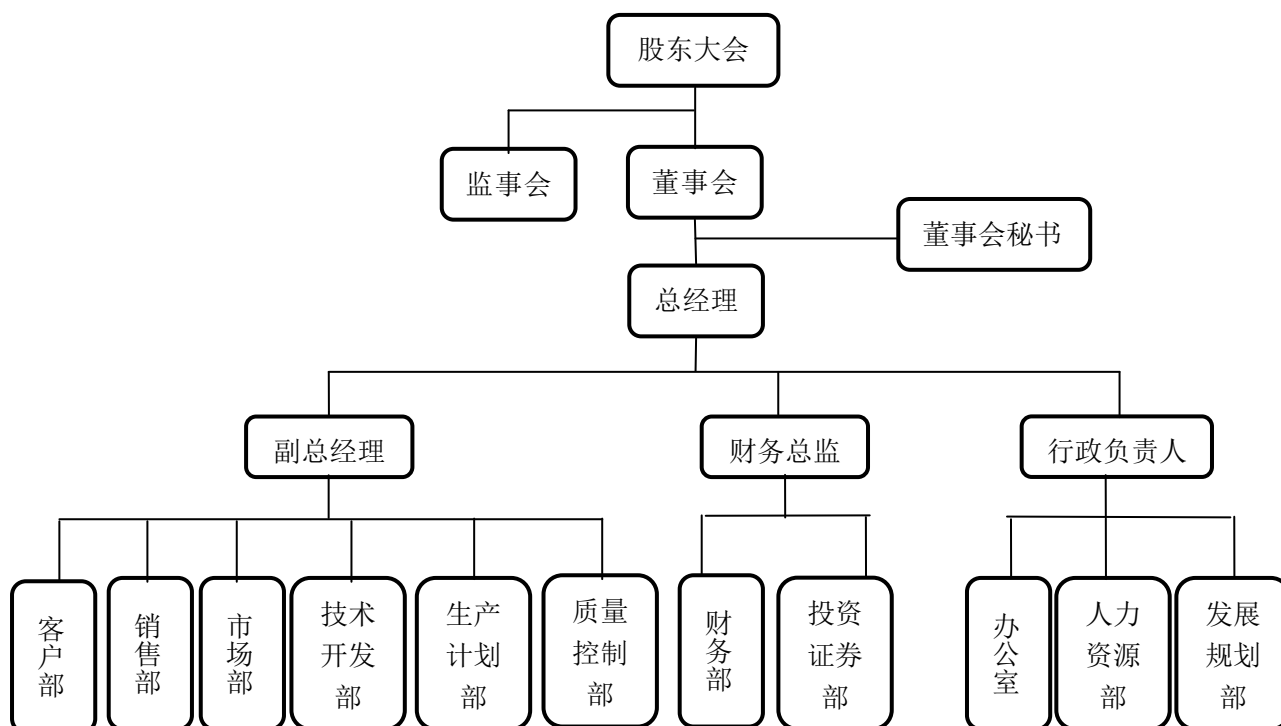 股东大会
监事会
董事会
董事会秘书
总经理
副总经理
财务总监
行政负责人
客户部
销售部
市场部
技术
开发
部
生产
计划
部
质量
控制
部
财务部
投资
证券
部
办公室
人力
资源
部
发展
规划
部